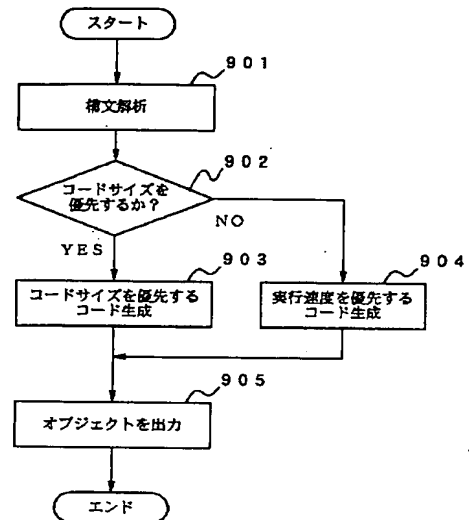 スタート
９０１
構文解析
９０２
コードサイズを
優先するか？
NO
YES
９０３
コードサイズを優先する
コード生成
９０４
実行速度を優先する
コード生成
９０５
オブジェクトを出力
エンド